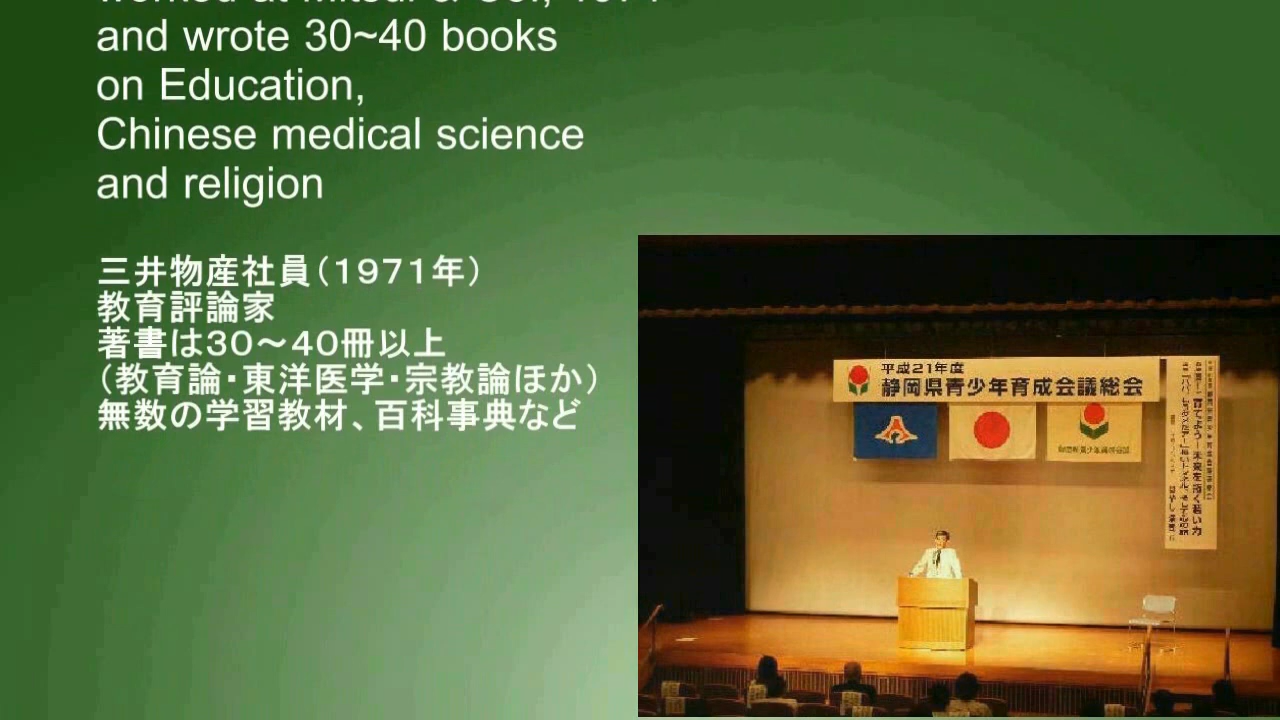 and wrote 30~40 books
on Education,
Chinese medical science
and religion
三井物産社員（１９７１年）
教育評論家
著書は３０～４０冊以上
（教育論・東洋医学・宗教論ほか）
無数の学習教材、百科事典など
平成21年度
静岡県青少年育成会議総会